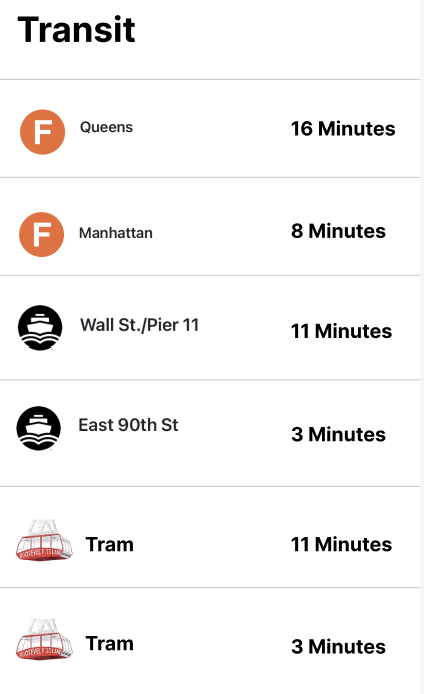 Transit
F Queens 16 Minutes
F Manhattan 8 Minutes
Wall St./Pier 11 11 Minutes
East 90th St 3 Minutes
Tram 11 Minutes
Tram 3 Minutes